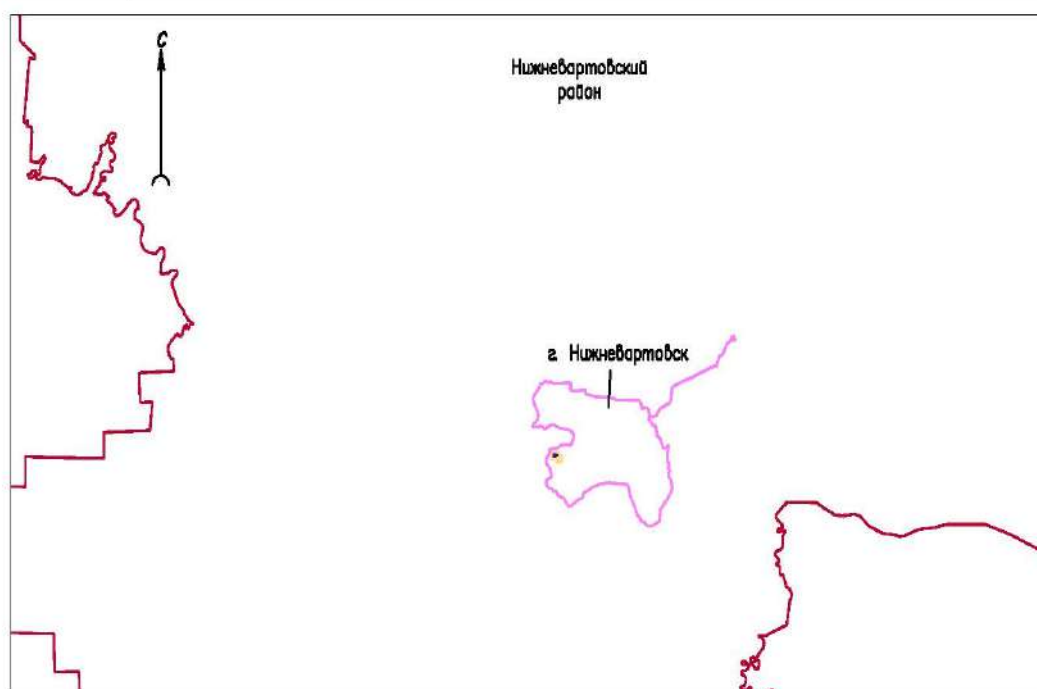 С
Нижневартовский
район
г. Нижневартовск